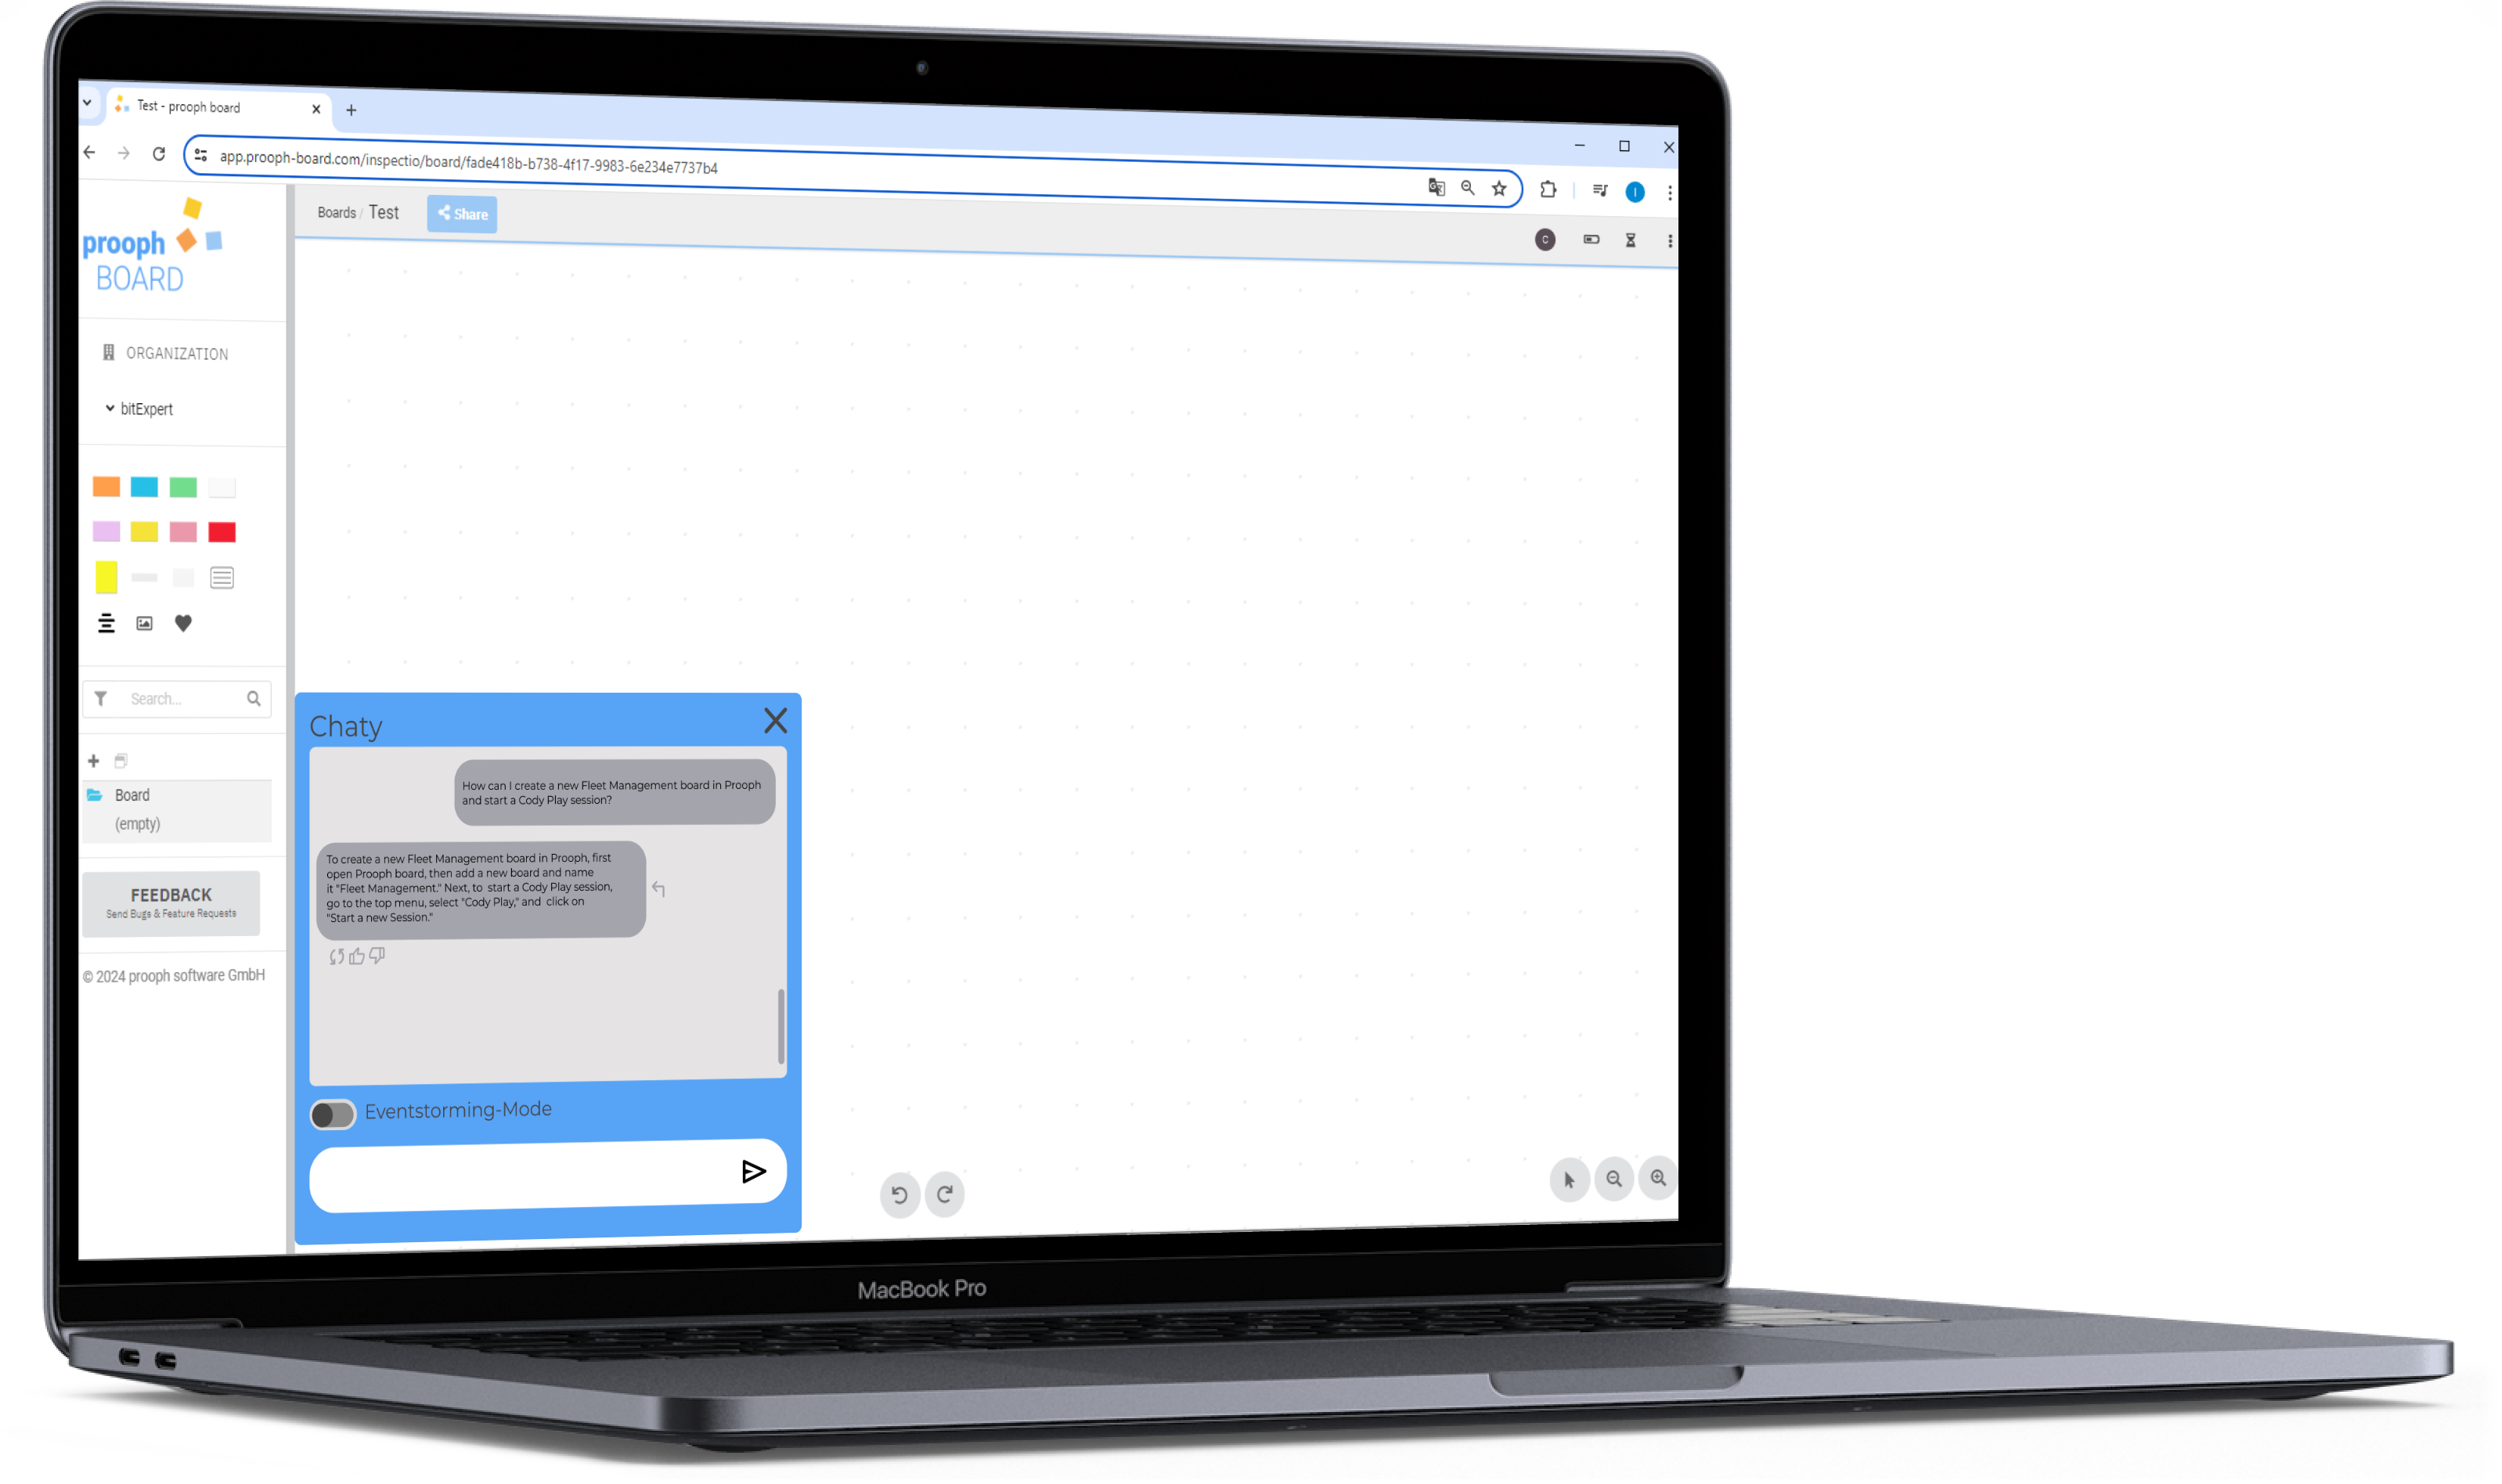 Test - prooph board
app.prooph-board.com/inspectio/board/fade418b-b738-4f17-9983-6e234e7737b4
I
prooph
BOARD
Boards / Test
Share
C
ORGANIZATION
bitExpert
Search...
Board
(empty)
FEEDBACK
Send Bugs & Feature Requests
© 2024 prooph software GmbH
Chaty
How can I create a new Fleet Management board in Prooph
and start a Cody Play session?
To create a new Fleet Management board in Prooph, first
open Prooph board, then add a new board and name
it "Fleet Management." Next, to start a Cody Play session,
go to the top menu, select "Cody Play," and click on
"Start a new Session."
Eventstorming-Mode
MacBook Pro